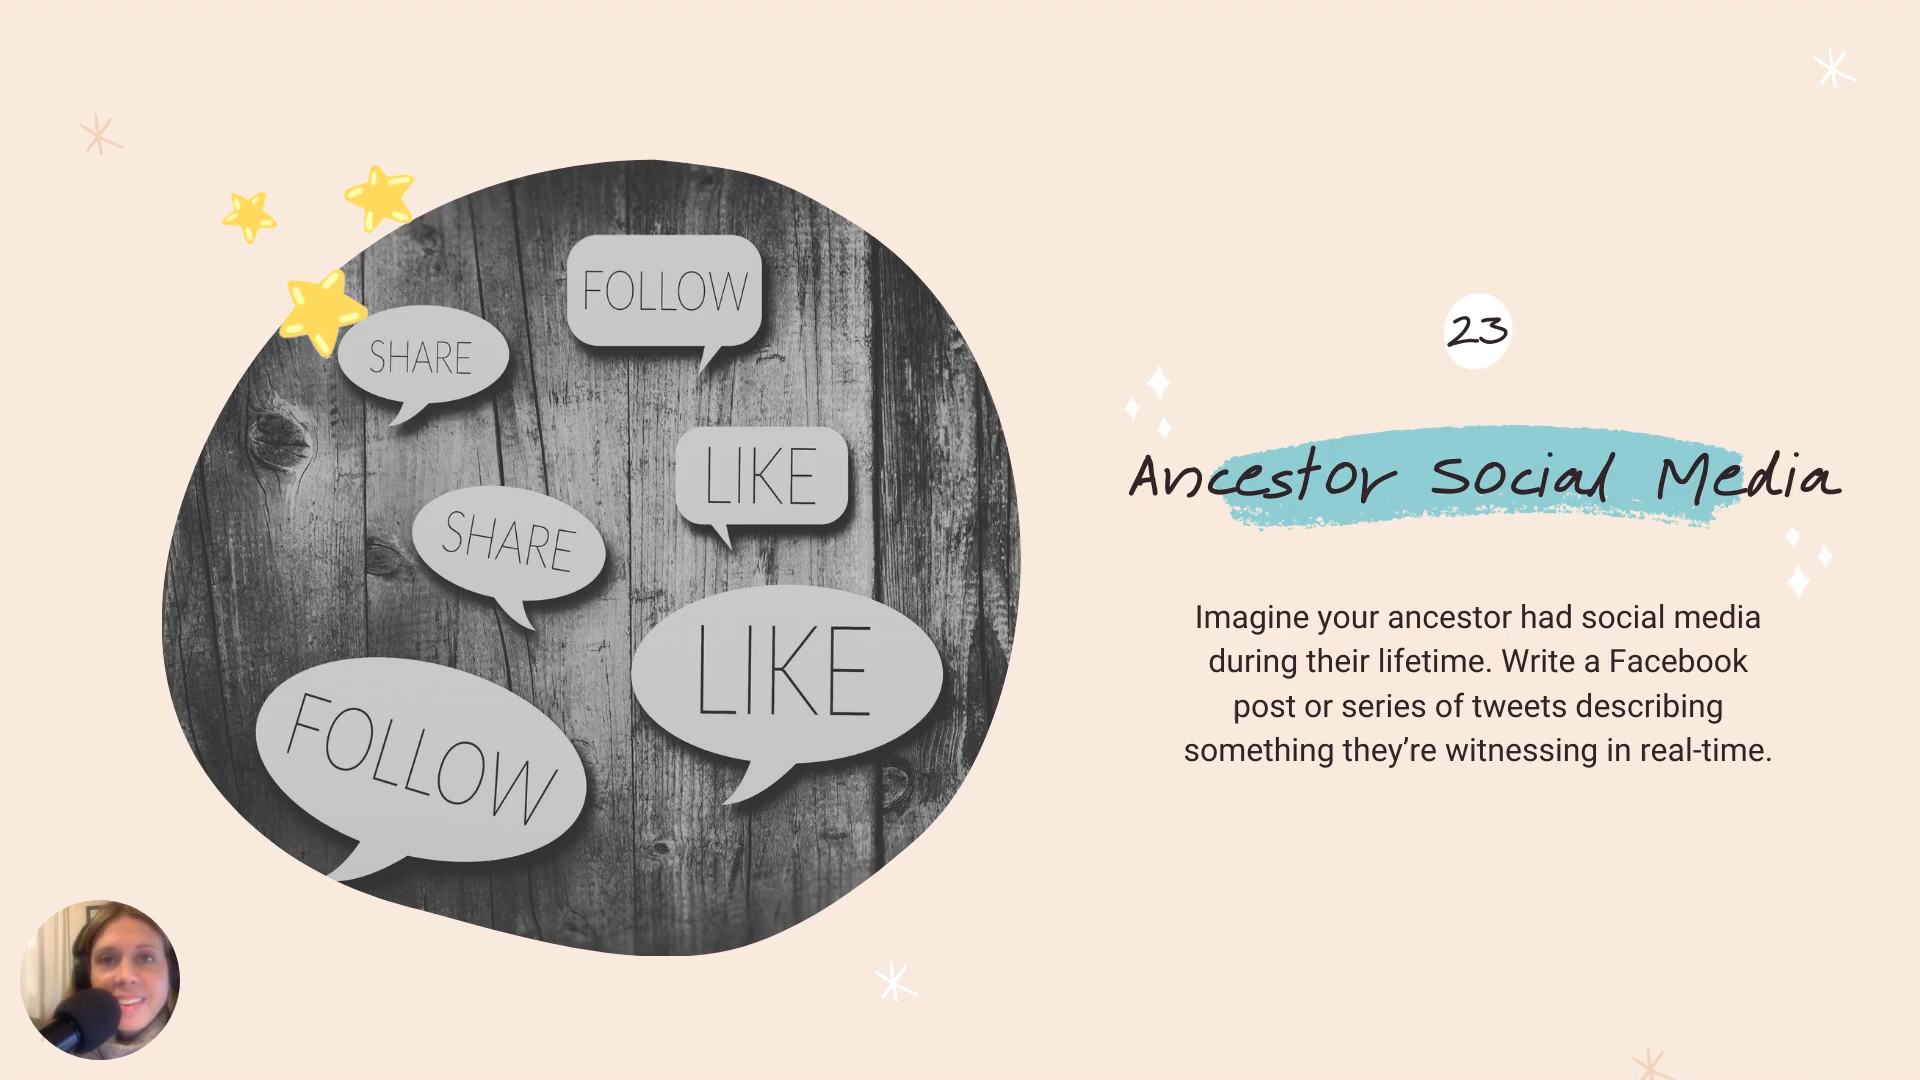 FOLLOW
SHARE
LIKE
SHARE
LIKE
FOLLOW
23
Ancestor Social Media
Imagine your ancestor had social media
during their lifetime. Write a Facebook
post or series of tweets describing
something they’re witnessing in real-time.